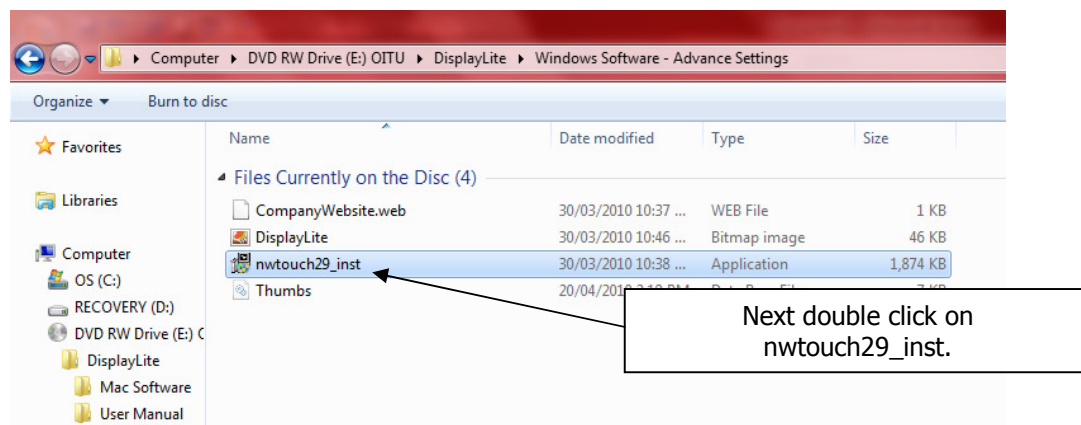 Computer ▸ DVD RW Drive (E:) OITU ▸ DisplayLite ▸ Windows Software - Advance Settings
Organize Burn to disc
Name Date modified Type Size
Favorites
Libraries
Computer
OS (C:)
RECOVERY (D:)
DVD RW Drive (E:) O
DisplayLite
Mac Software
User Manual
Files Currently on the Disc (4)
CompanyWebsite.web 30/03/2010 10:37 ... WEB File 1 KB
DisplayLite 30/03/2010 10:46 ... Bitmap image 46 KB
nwtouch29_inst 30/03/2010 10:38 ... Application 1,874 KB
Thumbs
Next double click on
nwtouch29_inst.